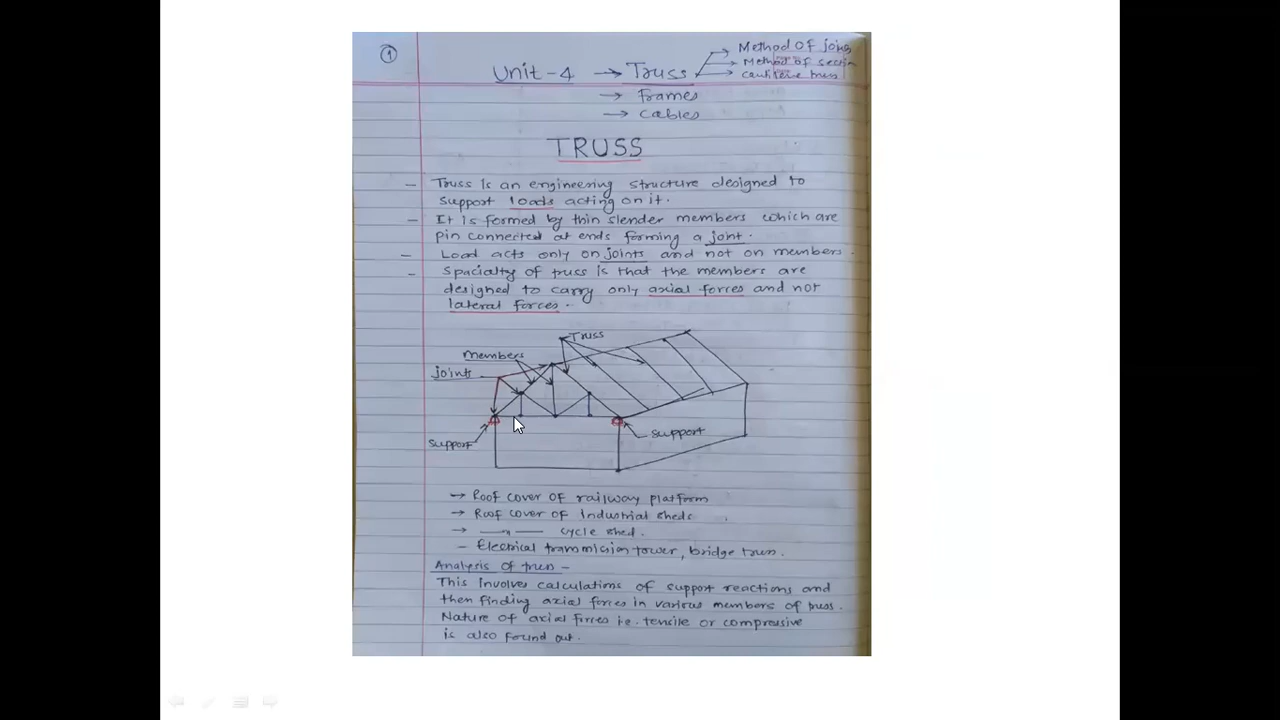 1
Unit-4 → Truss → Method of joins
→ Method of sectin
→ Cantileve truss
→ Frames
→ Cables
TRUSS
- Truss is an engineering structure designed to
support loads acting on it.
- It is formed by thin slender members which are
pin connected at ends forming a joint.
- Load acts only on joints and not on members.
- Spacialty of truss is that the members are
designed to carry only axial forces and not
lateral forces.
Truss
members
joints
support
support
→ Roof cover of railway platform
→ Roof cover of industrial sheds
→ —"— cycle shed.
- Electrical transmission tower, bridge truss.
Analysis of truss -
This involves calculations of support reactions and
then finding axial forces in various members of truss.
Nature of axial forces i.e. tensile or compressive
is also found out.